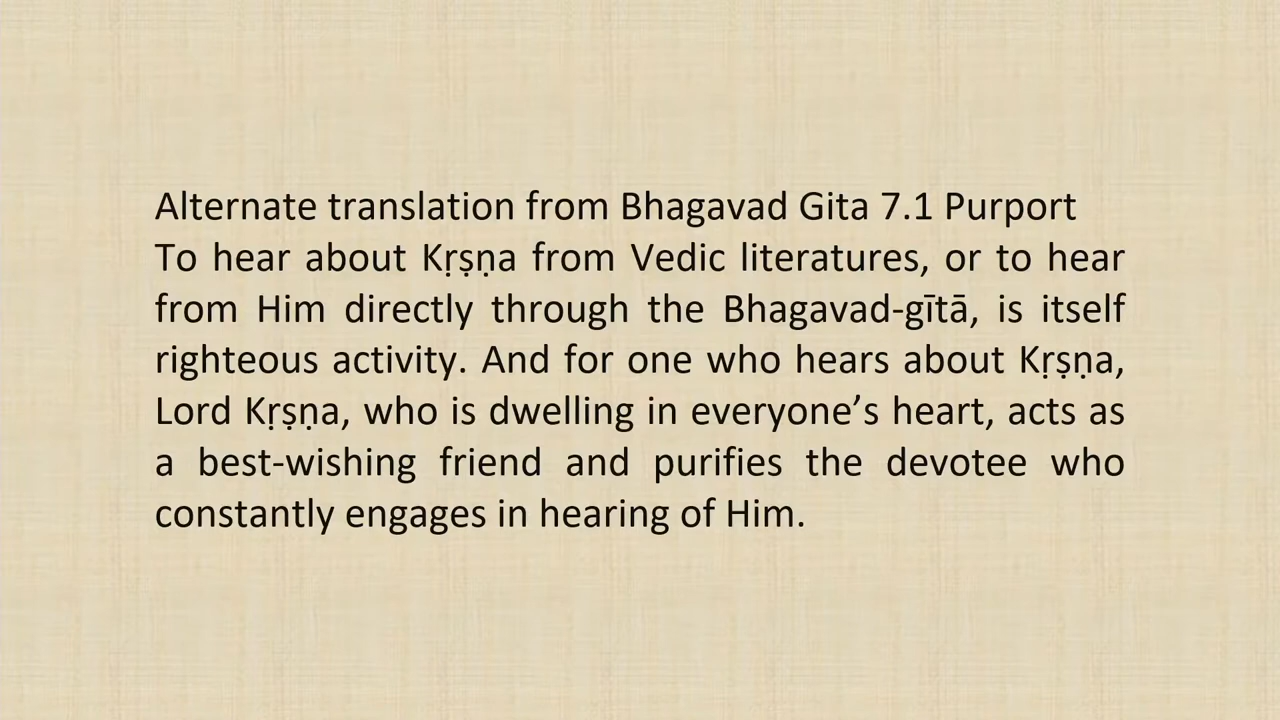 Alternate translation from Bhagavad Gita 7.1 Purport
To hear about Kṛṣṇa from Vedic literatures, or to hear
from Him directly through the Bhagavad-gītā, is itself
righteous activity. And for one who hears about Kṛṣṇa,
Lord Kṛṣṇa, who is dwelling in everyone’s heart, acts as
a best-wishing friend and purifies the devotee who
constantly engages in hearing of Him.